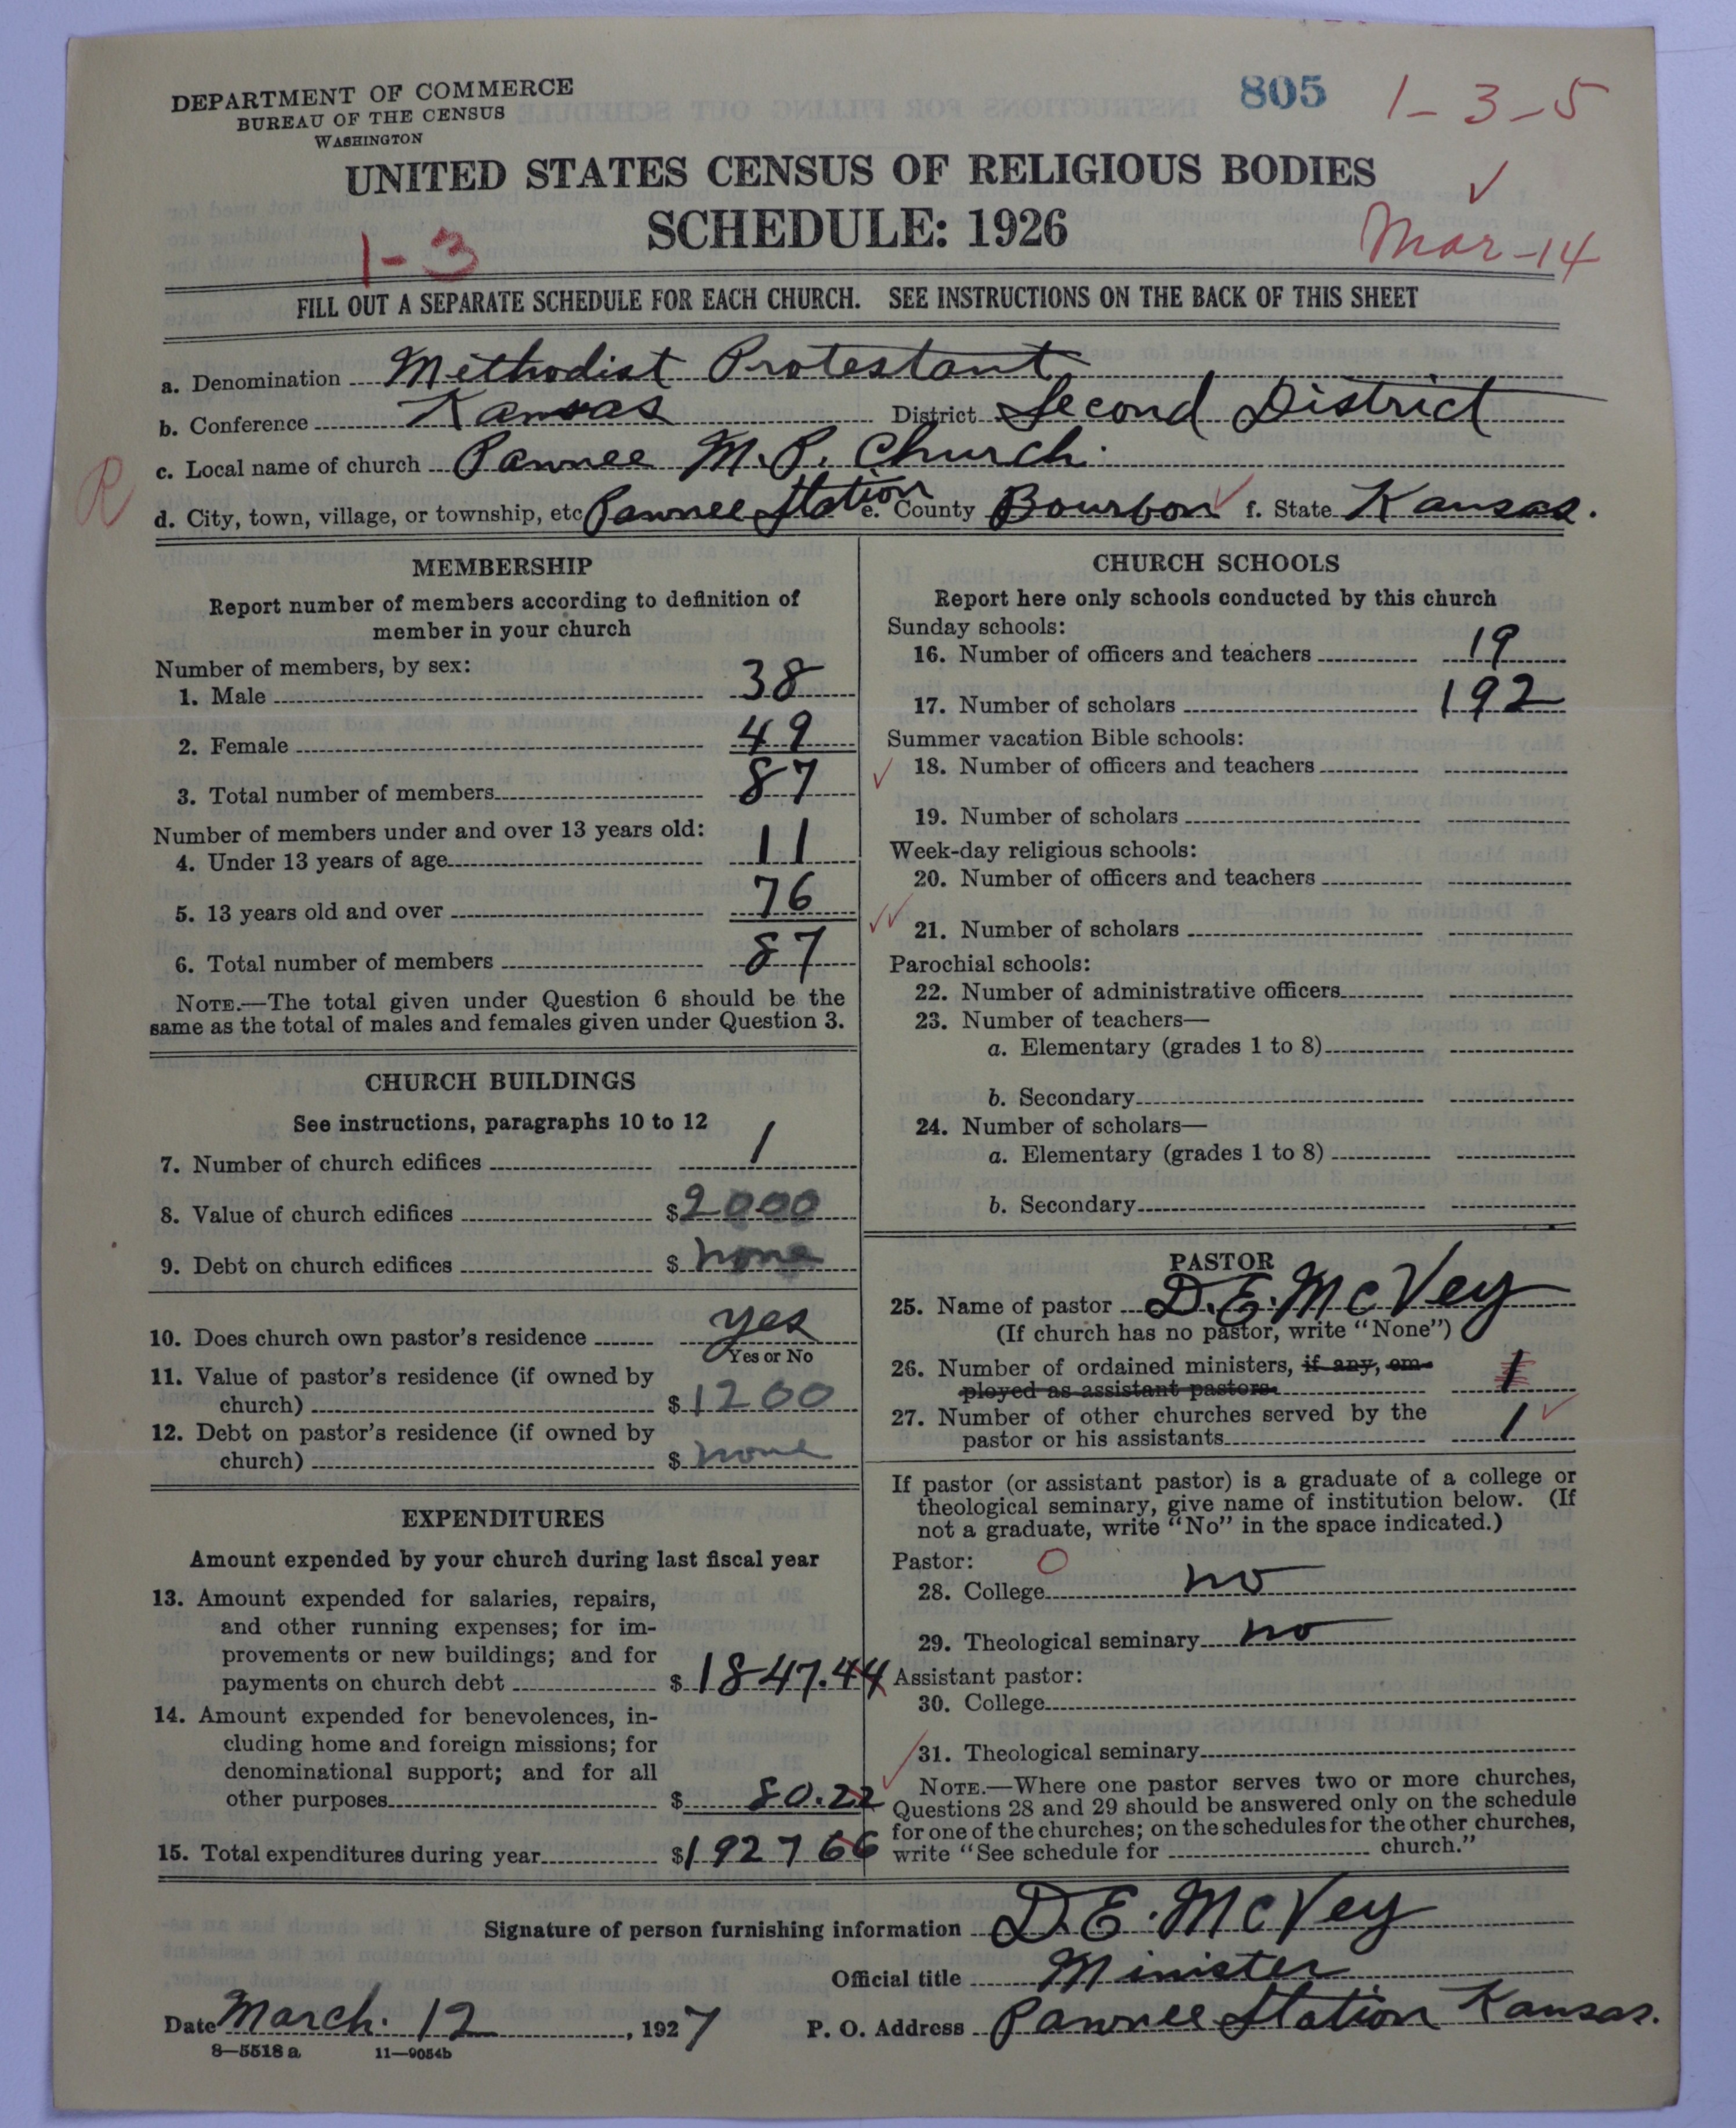 DEPARTMENT OF COMMERCE
BUREAU OF THE CENSUS
WASHINGTON
805
1-3-5
UNITED STATES CENSUS OF RELIGIOUS BODIES
SCHEDULE: 1926
1-3
Mar-14
FILL OUT A SEPARATE SCHEDULE FOR EACH CHURCH. SEE INSTRUCTIONS ON THE BACK OF THIS SHEET
a. Denomination Methodist Protestant
b. Conference Kansas District Second District
c. Local name of church Pawnee M.P. Church.
R
d. City, town, village, or township, etc Pawnee Station e. County Bourbon f. State Kansas.
MEMBERSHIP
Report number of members according to definition of
member in your church
Number of members, by sex:
1. Male 38
2. Female 49
3. Total number of members 87
Number of members under and over 13 years old:
4. Under 13 years of age 11
5. 13 years old and over 76
6. Total number of members 87
NOTE.—The total given under Question 6 should be the
same as the total of males and females given under Question 3.
CHURCH BUILDINGS
See instructions, paragraphs 10 to 12
7. Number of church edifices 1
8. Value of church edifices $2000
9. Debt on church edifices $ none
10. Does church own pastor's residence yes
Yes or No
11. Value of pastor's residence (if owned by
church) $1200
12. Debt on pastor's residence (if owned by
church) $ none
EXPENDITURES
Amount expended by your church during last fiscal year
13. Amount expended for salaries, repairs,
and other running expenses; for im-
provements or new buildings; and for
payments on church debt $1847.44
14. Amount expended for benevolences, in-
cluding home and foreign missions; for
denominational support; and for all
other purposes $ 80.22
15. Total expenditures during year $1927 66
CHURCH SCHOOLS
Report here only schools conducted by this church
Sunday schools:
16. Number of officers and teachers 19
17. Number of scholars 192
Summer vacation Bible schools:
18. Number of officers and teachers
19. Number of scholars
Week-day religious schools:
20. Number of officers and teachers
21. Number of scholars
Parochial schools:
22. Number of administrative officers
23. Number of teachers—
a. Elementary (grades 1 to 8)
b. Secondary
24. Number of scholars—
a. Elementary (grades 1 to 8)
b. Secondary
PASTOR
25. Name of pastor D.E. McVey
(If church has no pastor, write "None")
26. Number of ordained ministers, if any, em-
ployed as assistant pastors 1
27. Number of other churches served by the
pastor or his assistants 1
If pastor (or assistant pastor) is a graduate of a college or
theological seminary, give name of institution below. (If
not a graduate, write "No" in the space indicated.)
Pastor: O
28. College no
29. Theological seminary no
Assistant pastor:
30. College
31. Theological seminary
NOTE.—Where one pastor serves two or more churches,
Questions 28 and 29 should be answered only on the schedule
for one of the churches; on the schedules for the other churches,
write "See schedule for church."
Signature of person furnishing information D.E. McVey
Official title Minister
Date March. 12, 1927 P. O. Address Pawnee Station Kansas.
8—5518 a 11—9054b